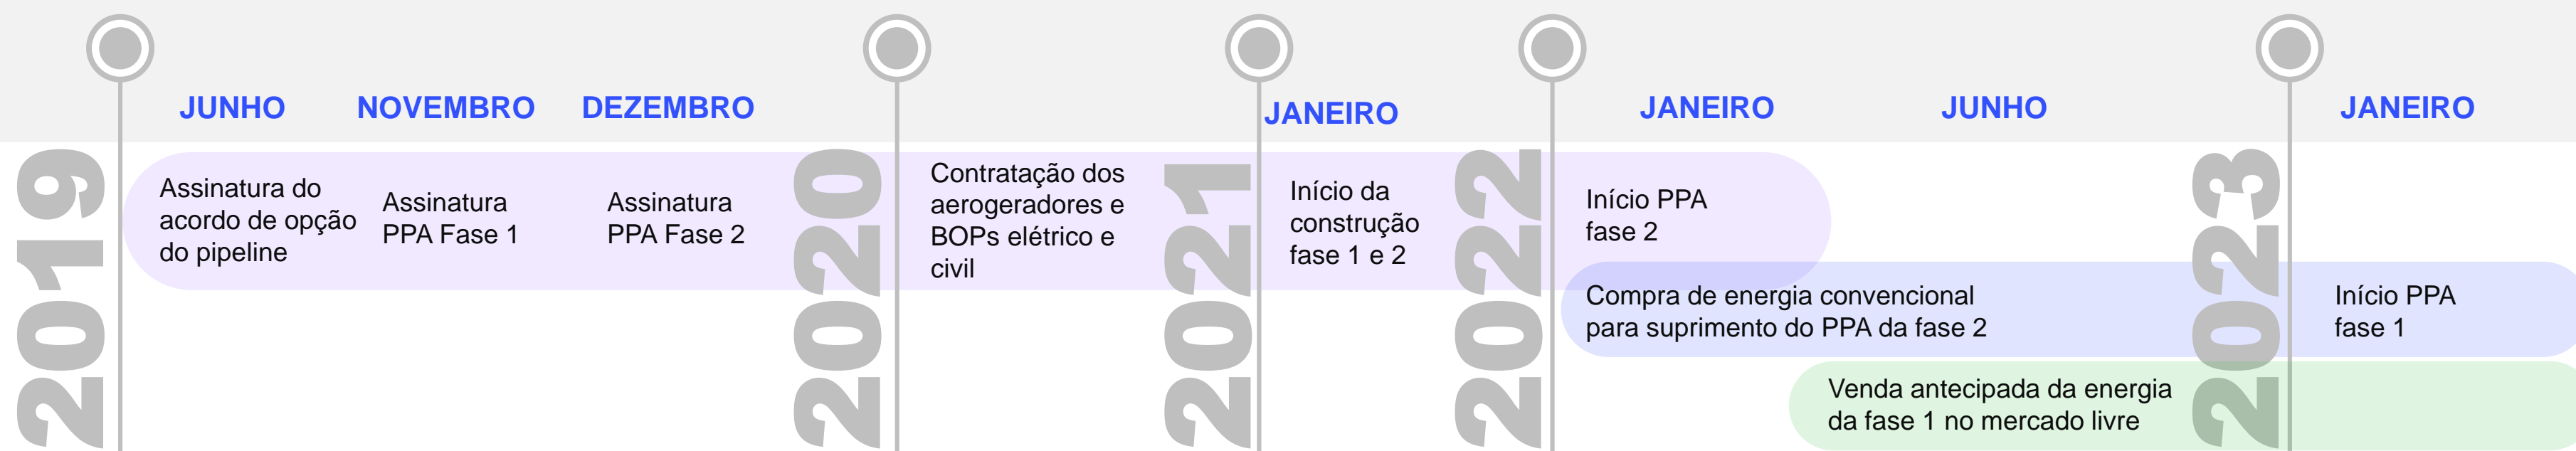 JUNHO
NOVEMBRO
DEZEMBRO
JANEIRO
JANEIRO
JUNHO
JANEIRO
2019
Assinatura do
acordo de opção
do pipeline
Assinatura
PPA Fase 1
Assinatura
PPA Fase 2
2020
Contratação dos
aerogeradores e
BOPs elétrico e
civil
2021
Início da
construção
fase 1 e 2
2022
Início PPA
fase 2
Compra de energia convencional
para suprimento do PPA da fase 2
Venda antecipada da energia
da fase 1 no mercado livre
2023
Início PPA
fase 1